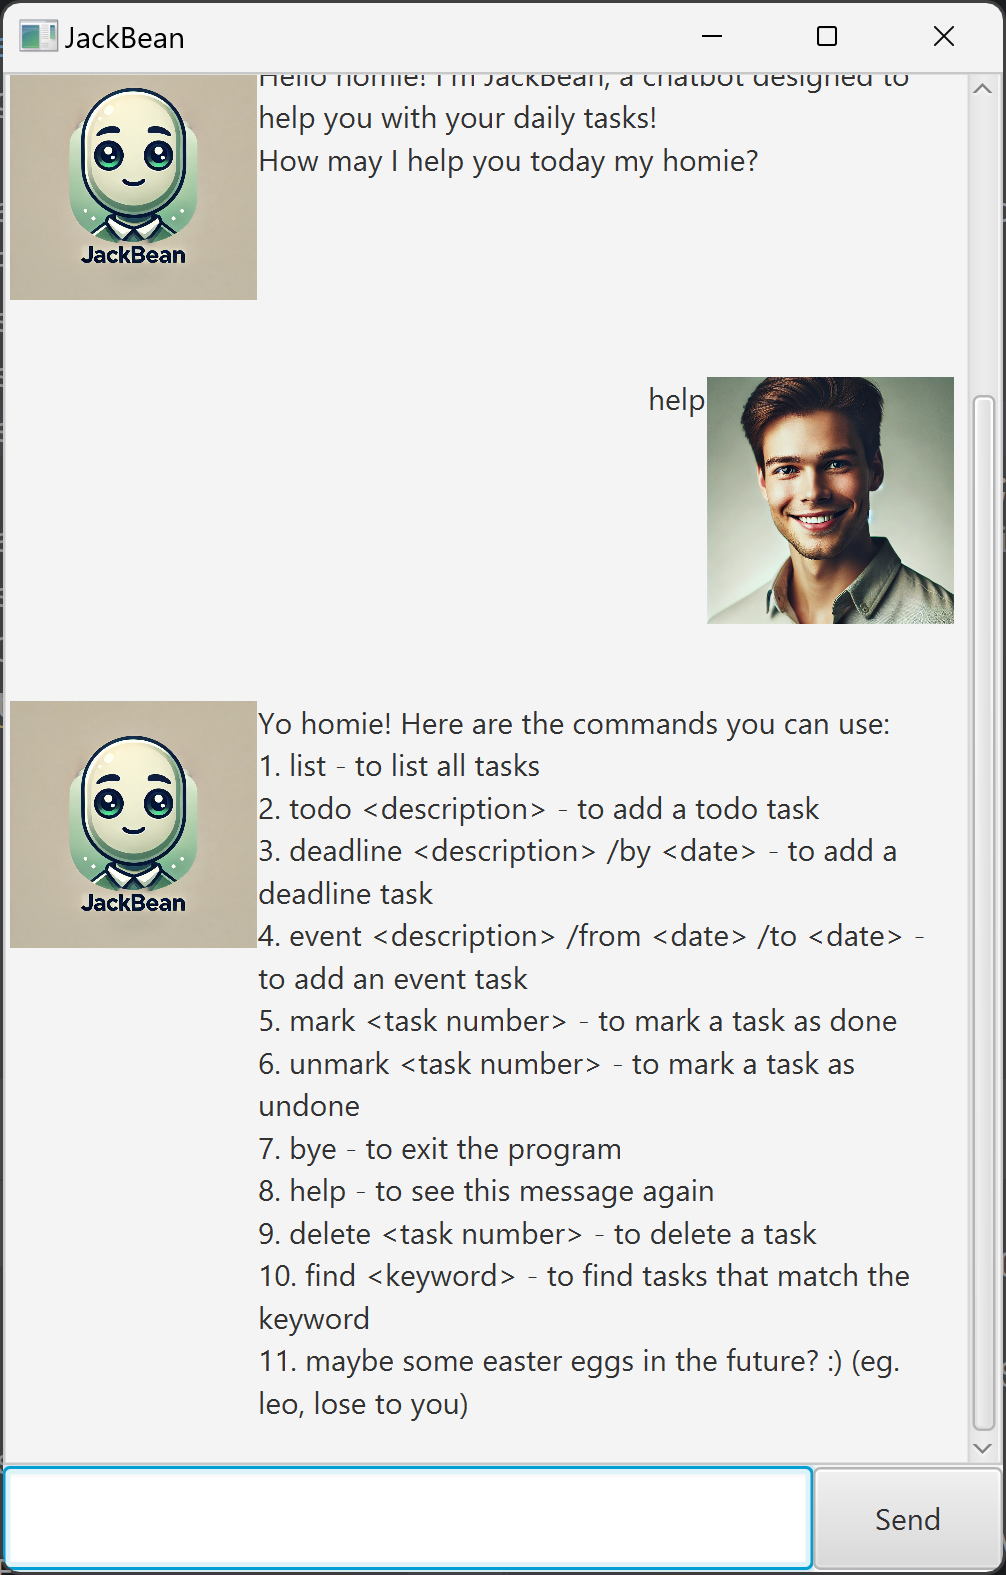 JackBean
Hello homie! I'm JackBean, a chatbot designed to
help you with your daily tasks!
How may I help you today my homie?
JackBean
help
Yo homie! Here are the commands you can use:
1. list - to list all tasks
2. todo <description> - to add a todo task
3. deadline <description> /by <date> - to add a
deadline task
4. event <description> /from <date> /to <date> -
to add an event task
5. mark <task number> - to mark a task as done
6. unmark <task number> - to mark a task as
undone
7. bye - to exit the program
8. help - to see this message again
9. delete <task number> - to delete a task
10. find <keyword> - to find tasks that match the
keyword
11. maybe some easter eggs in the future? :) (eg.
leo, lose to you)
JackBean
Send